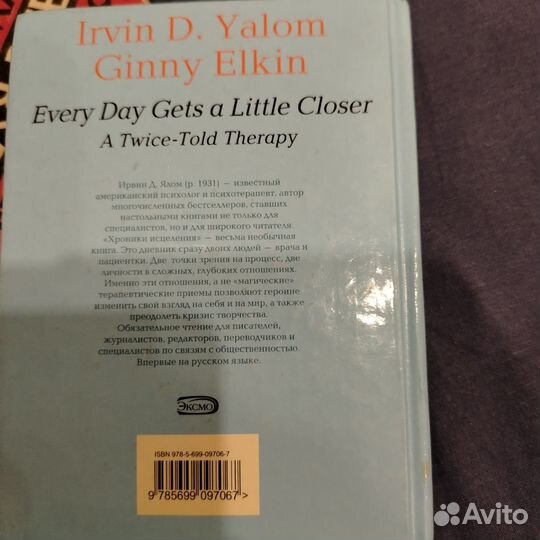 Irvin D. Yalom
Ginny Elkin
Every Day Gets a Little Closer
A Twice-Told Therapy
Ирвин Д. Ялом (р. 1931) — известный
американский психолог и психотерапевт, автор
многочисленных бестселлеров, ставших
настольными книгами не только для
специалистов, но и для широкого читателя.
«Хроники исцеления» — весьма необычная
книга. Это дневник сразу двоих людей — врача и
пациентки. Две точки зрения на процесс, две
личности в сложных, глубоких отношениях.
Именно эти отношения, а не «магические»
терапевтические приемы позволяют героине
изменить свой взгляд на себя и на мир, а также
преодолеть кризис творчества.
Обязательное чтение для писателей,
журналистов, редакторов, переводчиков и
специалистов по связям с общественностью.
Впервые на русском языке.
ЭКСМО
ISBN 978-5-699-09706-7
9 785699 097067 >
Avito